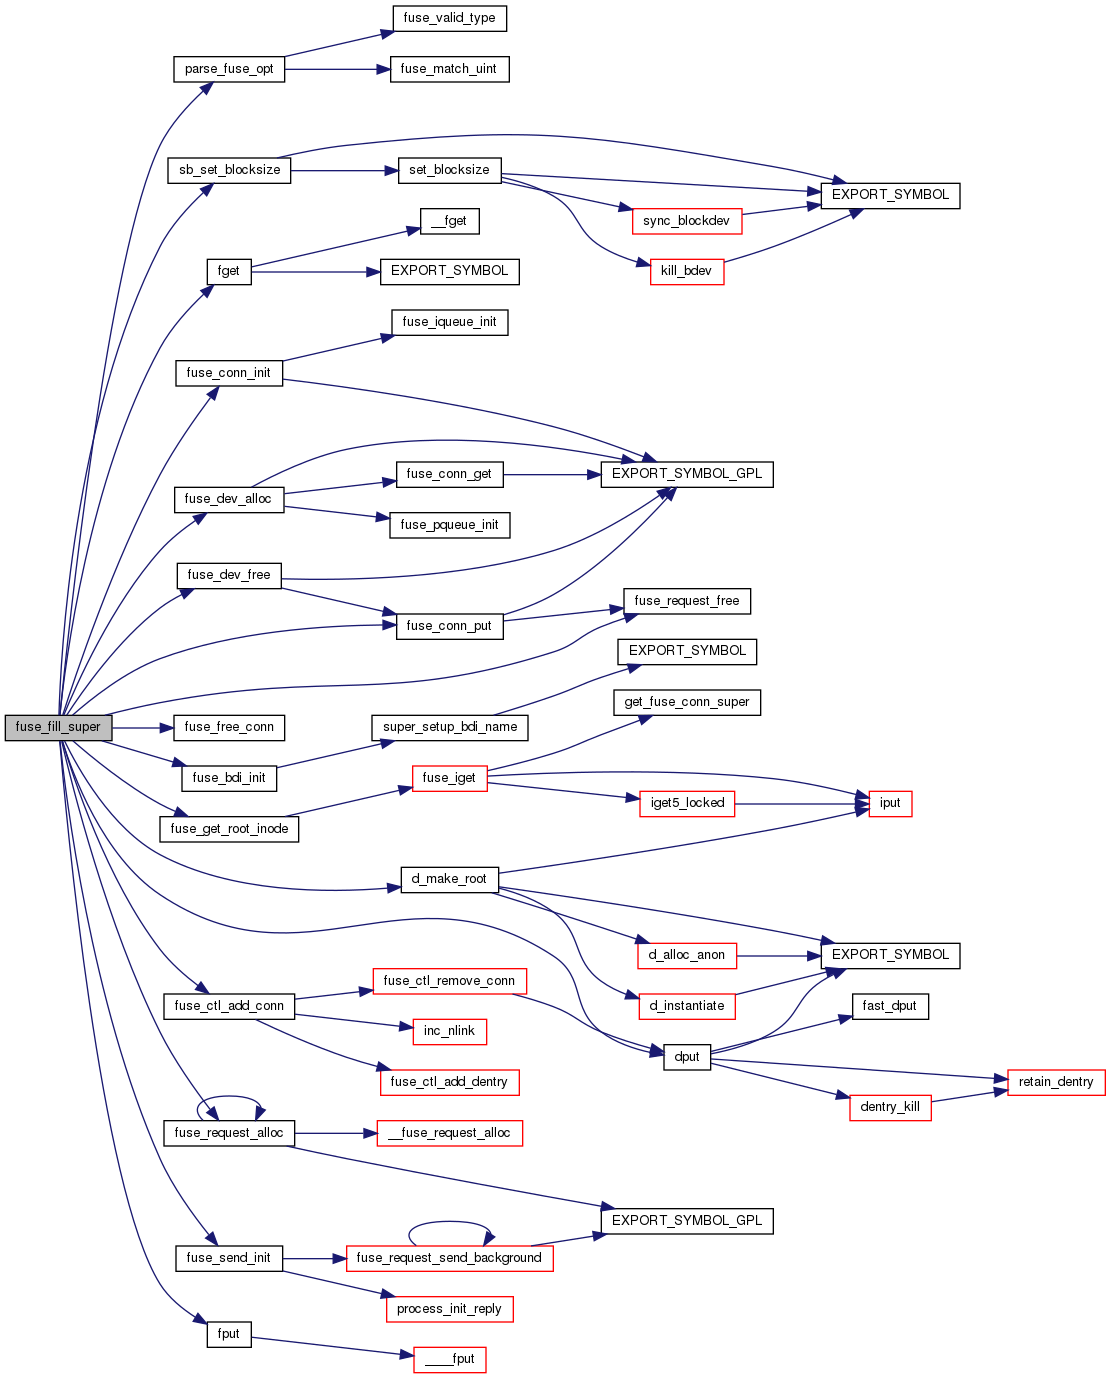 fuse_valid_type
parse_fuse_opt
fuse_match_uint
sb_set_blocksize
set_blocksize
EXPORT_SYMBOL
sync_blockdev
kill_bdev
__fget
fget
EXPORT_SYMBOL
fuse_iqueue_init
fuse_conn_init
fuse_conn_get
EXPORT_SYMBOL_GPL
fuse_dev_alloc
fuse_pqueue_init
fuse_dev_free
fuse_request_free
fuse_conn_put
EXPORT_SYMBOL
get_fuse_conn_super
fuse_fill_super
fuse_free_conn
super_setup_bdi_name
fuse_bdi_init
fuse_iget
iget5_locked
iput
fuse_get_root_inode
d_make_root
d_alloc_anon
EXPORT_SYMBOL
fuse_ctl_remove_conn
fuse_ctl_add_conn
d_instantiate
fast_dput
inc_nlink
dput
fuse_ctl_add_dentry
retain_dentry
dentry_kill
fuse_request_alloc
__fuse_request_alloc
EXPORT_SYMBOL_GPL
fuse_send_init
fuse_request_send_background
process_init_reply
fput
____fput